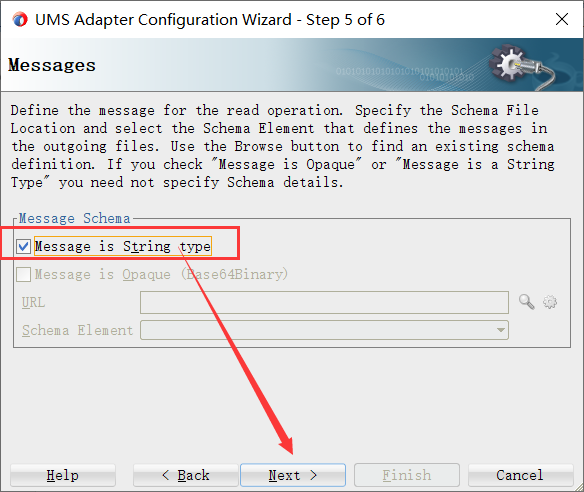 UMS Adapter Configuration Wizard - Step 5 of 6
Messages
Define the message for the read operation. Specify the Schema File
Location and select the Schema Element that defines the messages in
the outgoing files. Use the Browse button to find an existing schema
definition. If you check "Message is Opaque" or "Message is a String
Type" you need not specify Schema details.
Message Schema
Message is String type
Message is Opaque (Base64Binary)
URL
Schema Element
Help
< Back
Next >
Finish
Cancel